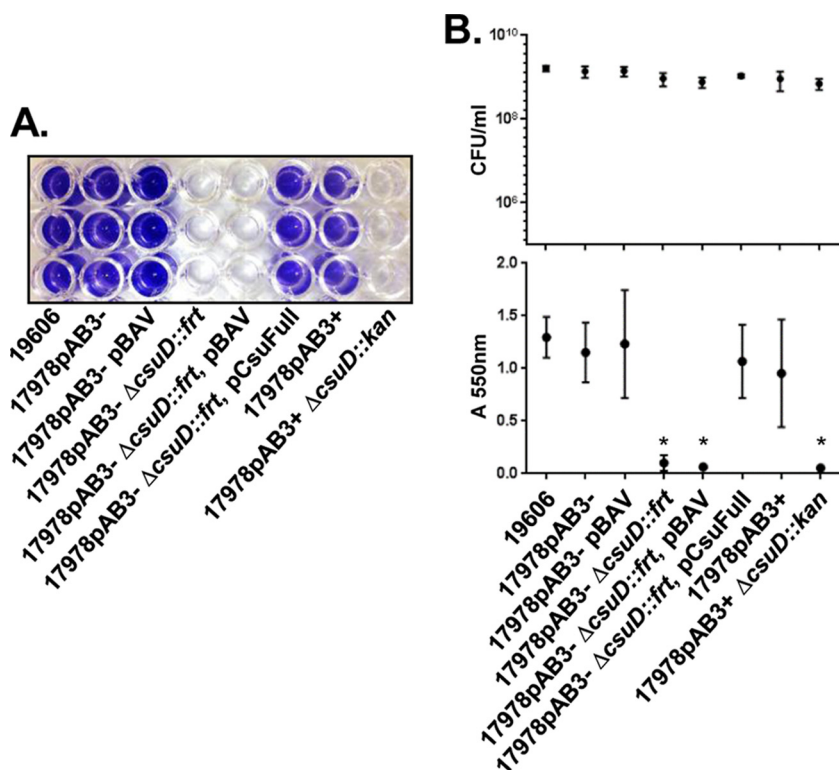 A.
19606
17978pAB3-
17978pAB3- pBAV
17978pAB3- ΔcsuD::frt
17978pAB3- ΔcsuD::frt, pBAV
17978pAB3- ΔcsuD::frt, pCsuFull
17978pAB3+
17978pAB3+ ΔcsuD::kan
B.
CFU/ml
10¹⁰
10⁸
10⁶
A 550nm
2.0
1.5
1.0
0.5
0.0
* * *
19606
17978pAB3-
17978pAB3- pBAV
17978pAB3- ΔcsuD::frt
17978pAB3- ΔcsuD::frt, pBAV
17978pAB3- ΔcsuD::frt, pCsuFull
17978pAB3+
17978pAB3+ ΔcsuD::kan